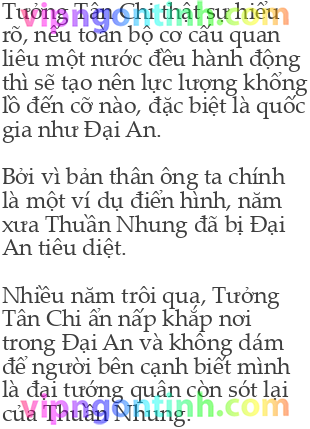 Tưởng Tân Chi thật sự hiểu
rõ, nếu toàn bộ cơ cấu quan
liêu một nước đều hành động
thì sẽ tạo nên lực lượng khổng
lồ đến cỡ nào, đặc biệt là quốc
gia như Đại An.

Bởi vì bản thân ông ta chính
là một ví dụ điển hình, năm
xưa Thuần Nhung đã bị Đại
An tiêu diệt.

Nhiều năm trôi qua, Tưởng
Tân Chi ẩn nấp khắp nơi
trong Đại An và không dám
để người bên cạnh biết mình
là đại tướng quân còn sót lại
của Thuần Nhung.
vipngontinh.com
vipngontinh.com